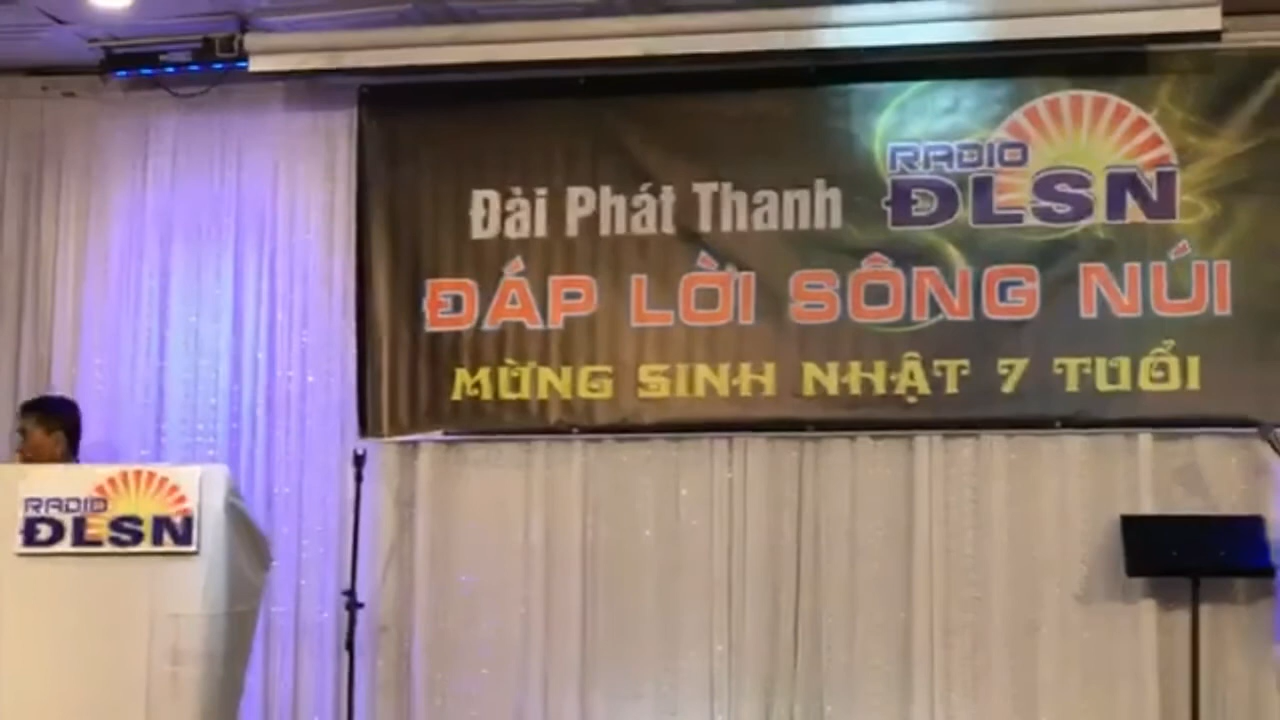 RADIO
Đài Phát Thanh ĐLSN
ĐÁP LỜI SÔNG NÚI
MỪNG SINH NHẬT 7 TUỔI
RADIO
ĐLSN